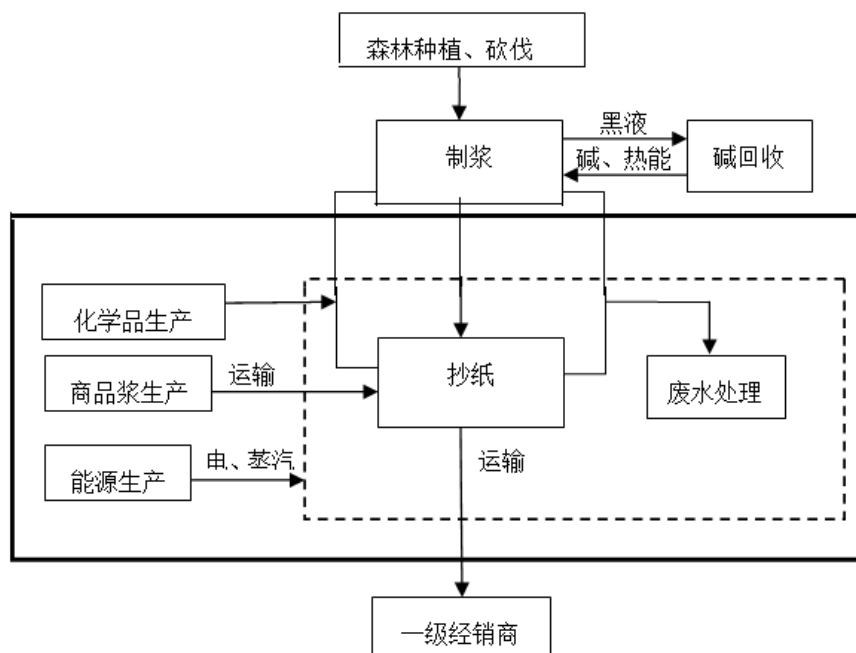 森林种植、砍伐
制浆
黑液
碱、热能
碱回收
化学品生产
商品浆生产
运输
抄纸
废水处理
能源生产
由、蒸汽
运输
一级经销商